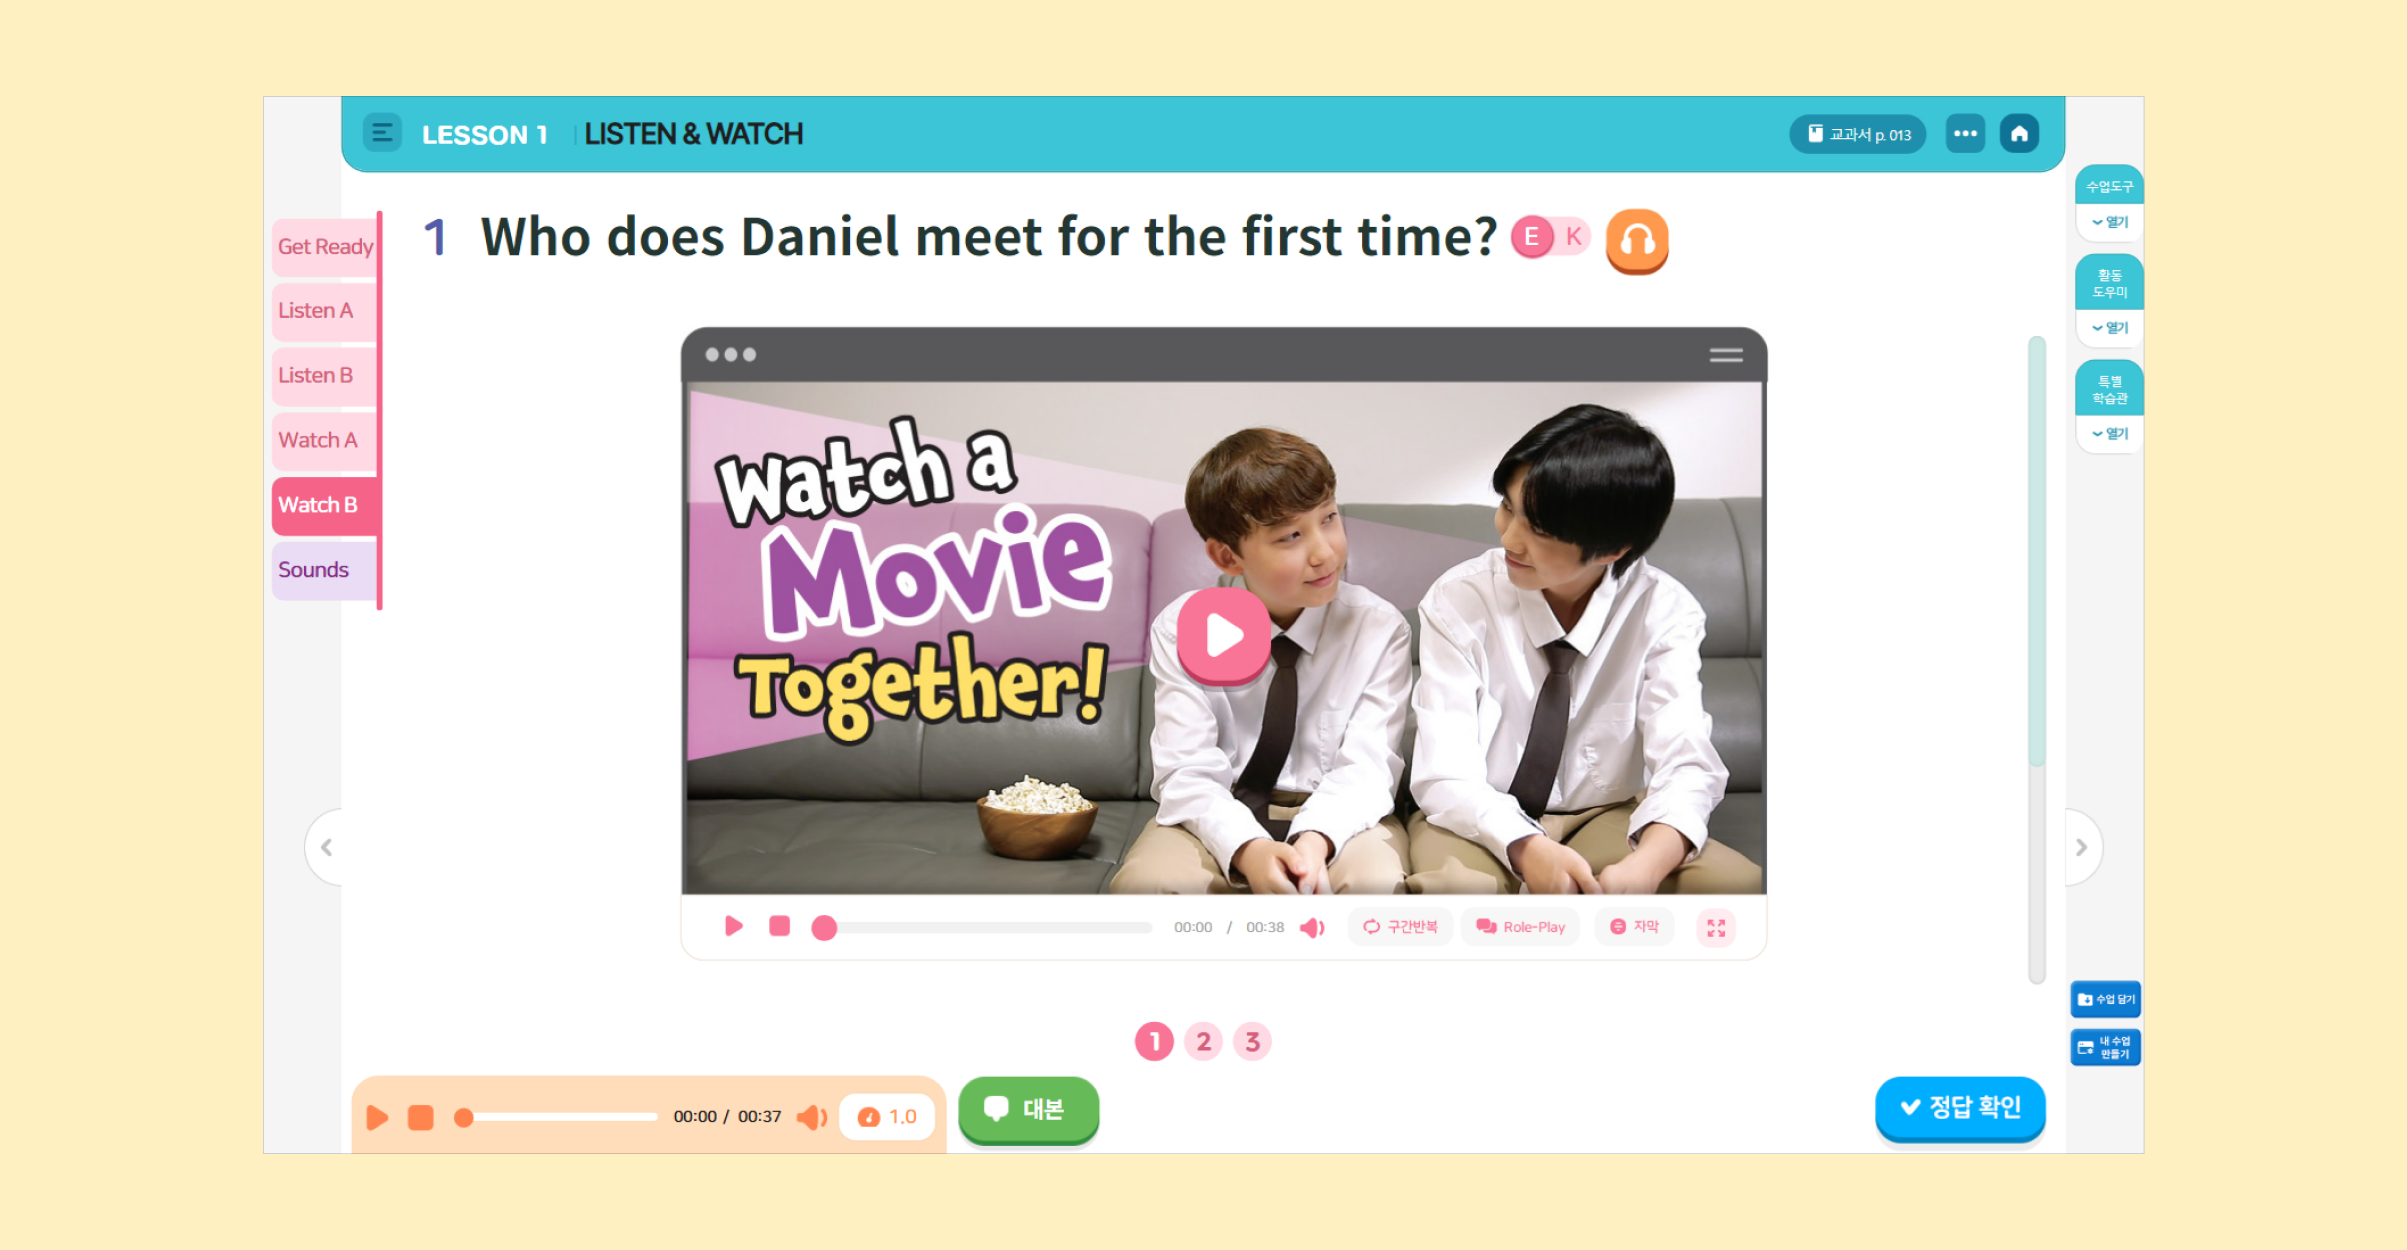 LESSON 1 | LISTEN & WATCH
교과서 p. 013
수업도구
열기
활동
도우미
열기
특별
학습관
열기
Get Ready
Listen A
Listen B
Watch A
Watch B
Sounds
1 Who does Daniel meet for the first time? E K
Watch a
Movie
Together!
00:00 / 00:38 구간반복 Role-Play 자막
1 2 3
수업 담기
내 수업
만들기
00:00 / 00:37 1.0 대본 정답 확인